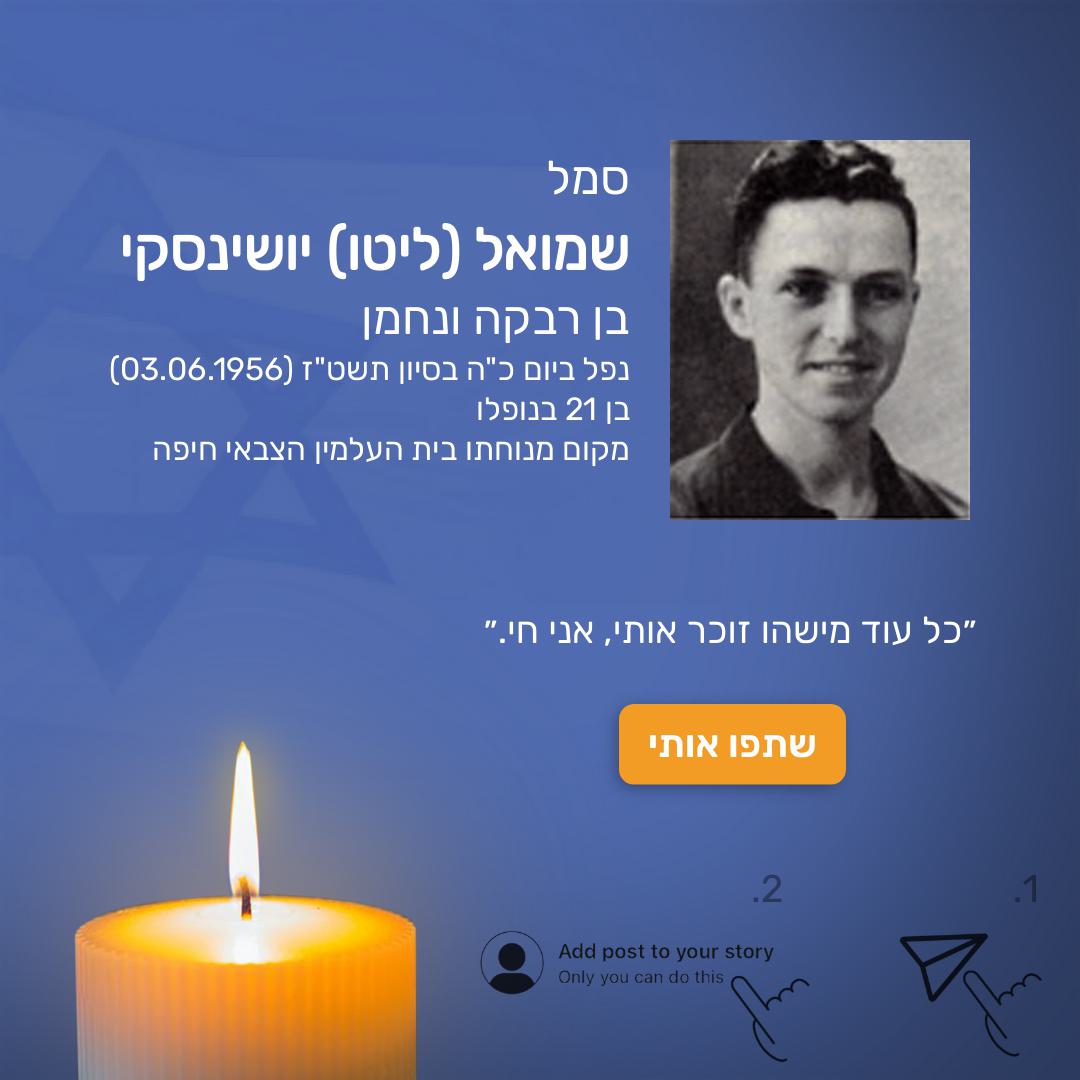 סמל
שמואל (ליטו) יושינסקי
בן רבקה ונחמן
נפל ביום כ"ה בסיון תשט"ז (03.06.1956)
בן 21 בנופלו
מקום מנוחתו בית העלמין הצבאי חיפה
״כל עוד מישהו זוכר אותי, אני חי.״
שתפו אותי
.1
.2
Add post to your story
Only you can do this